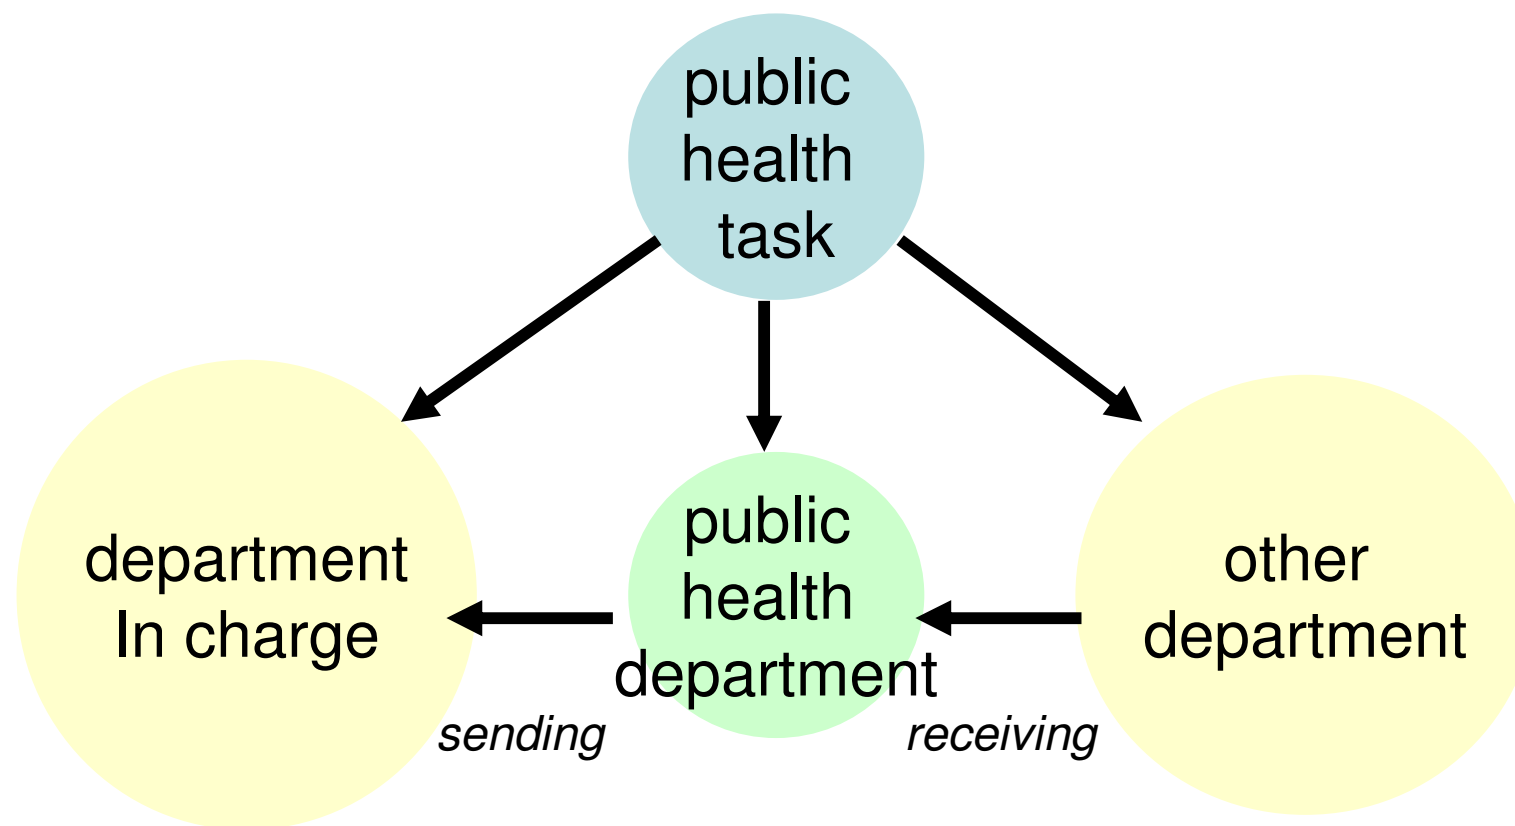 public
health
task
department
In charge
public
health
department
other
department
sending
receiving